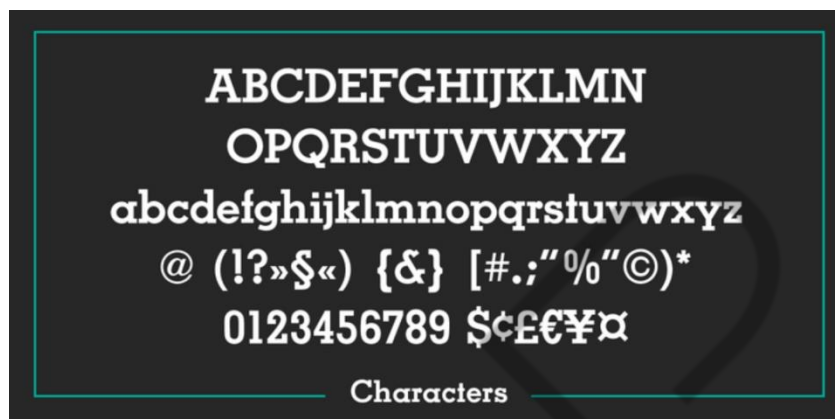 ABCDEFGHIJKLMN
OPQRSTUVWXYZ
abcdefghijklmnopqrstuvwxyz
@ (!?»§«) {&} [#.;"%"©)*
0123456789 $¢£€¥¤
Characters